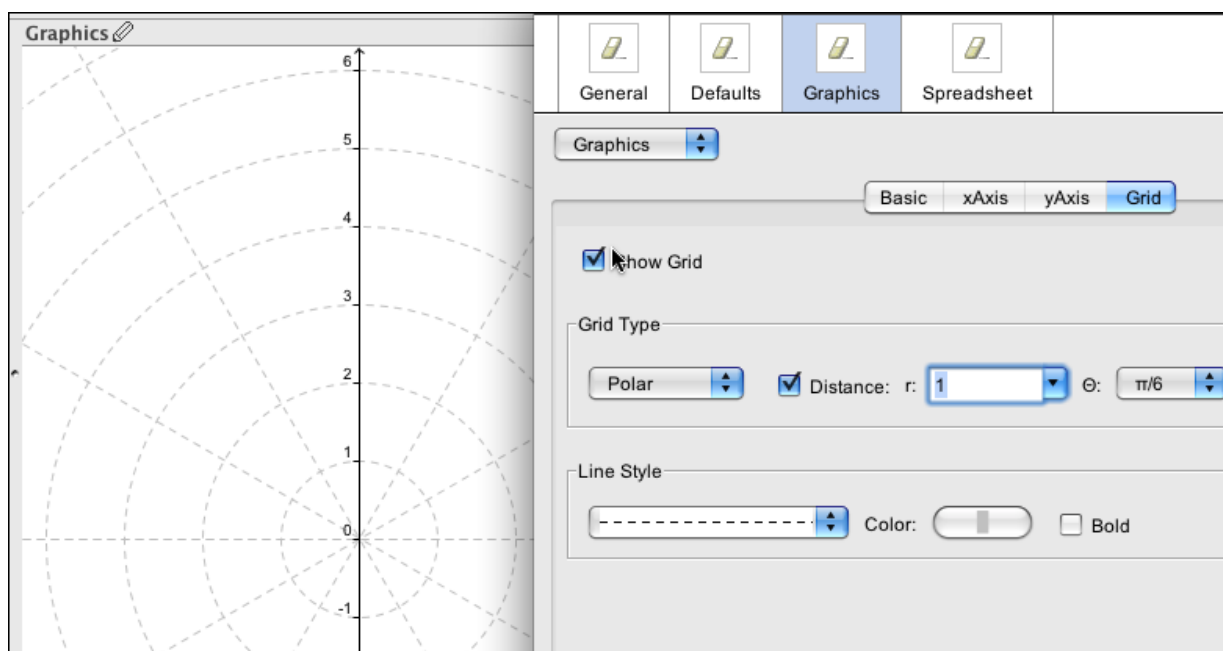 Graphics
6
5
4
3
2
1
0
-1
General Defaults Graphics Spreadsheet
Graphics
Basic xAxis yAxis Grid
Show Grid
Grid Type
Polar Distance: r: 1 Θ: π/6
Line Style
Color: Bold